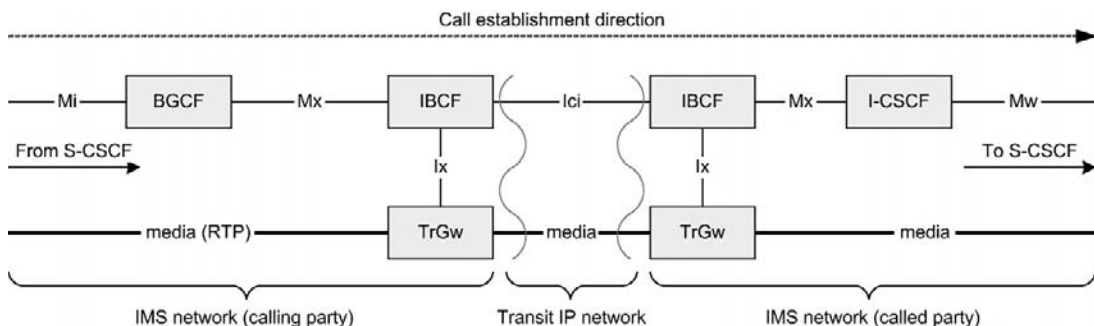 Call establishment direction
Mi
BGCF
Mx
IBCF
Ici
IBCF
Mx
I-CSCF
Mw
From S-CSCF
Ix
Ix
To S-CSCF
media (RTP)
TrGw
media
TrGw
media
IMS network (calling party)
Transit IP network
IMS network (called party)